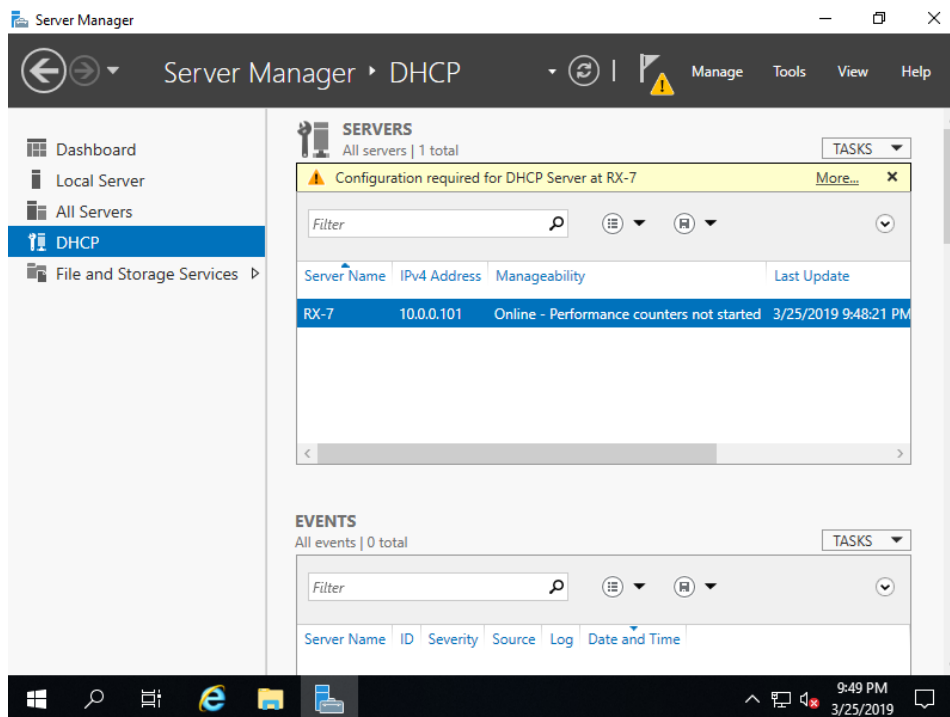 Server Manager
Server Manager ‣ DHCP
Manage Tools View Help
Dashboard
Local Server
All Servers
DHCP
File and Storage Services
SERVERS
All servers | 1 total
TASKS
Configuration required for DHCP Server at RX-7 More...
Filter
Server Name IPv4 Address Manageability Last Update
RX-7 10.0.0.101 Online - Performance counters not started 3/25/2019 9:48:21 PM
EVENTS
All events | 0 total
TASKS
Filter
Server Name ID Severity Source Log Date and Time
9:49 PM
3/25/2019